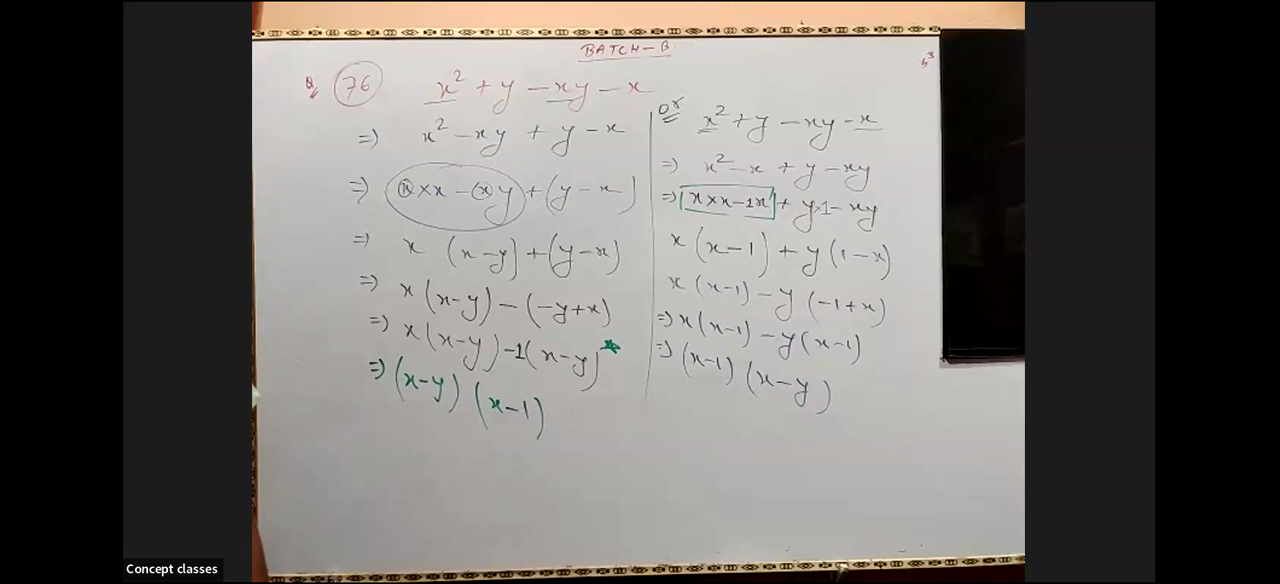 BATCH-B
Q 76 x² + y - xy - x
=) x² - xy + y - x
=) x×x - xy + (y - x)
=) x (x-y) + (y-x)
=) x (x-y) - (-y+x)
=) x (x-y) -1 (x-y)
=) (x-y) (x-1)
or x² + y - xy - x
=) x² - x + y - xy
=) x×x - 1x + y×1 - xy
x (x-1) + y (1-x)
x (x-1) - y (-1+x)
=) x (x-1) - y (x-1)
=) (x-1) (x-y)
Concept classes